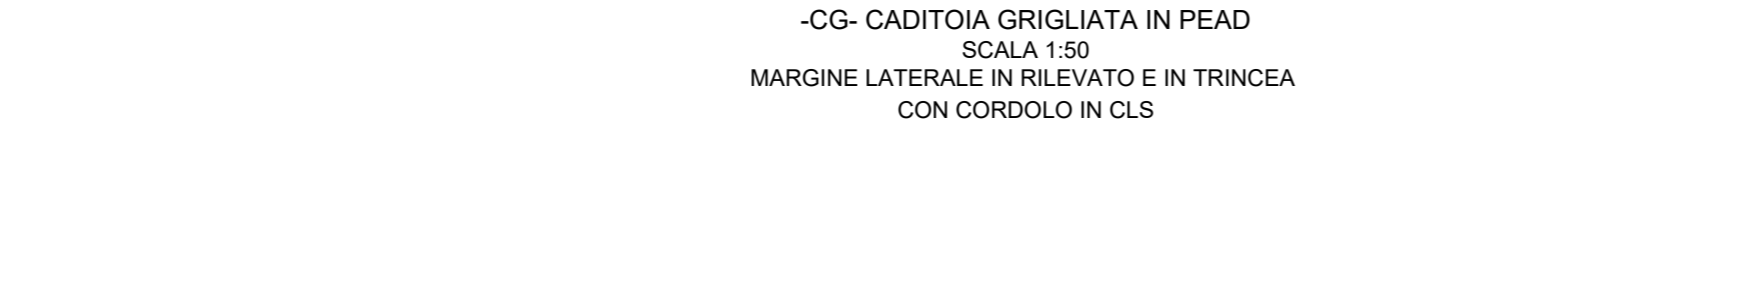 -CG- CADITOIA GRIGLIATA IN PEAD
SCALA 1:50
MARGINE LATERALE IN RILEVATO E IN TRINCEA
CON CORDOLO IN CLS